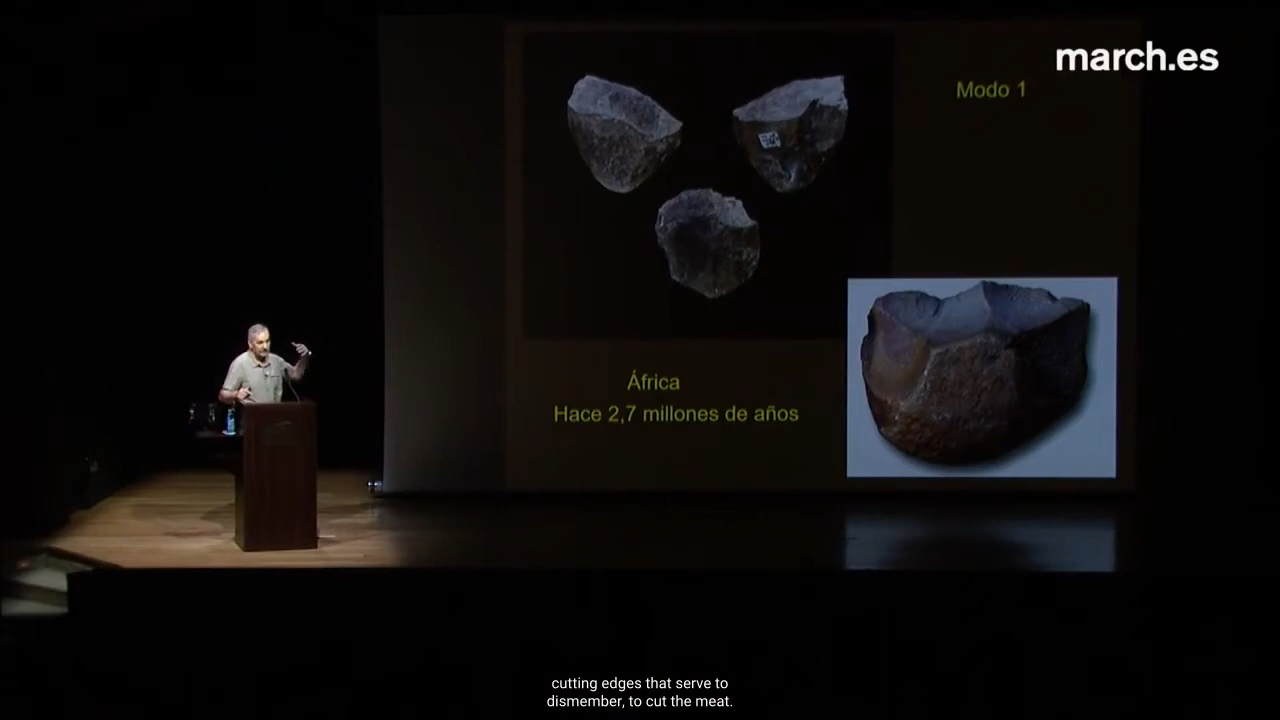 march.es
Modo 1
África
Hace 2,7 millones de años
cutting edges that serve to
dismember, to cut the meat.